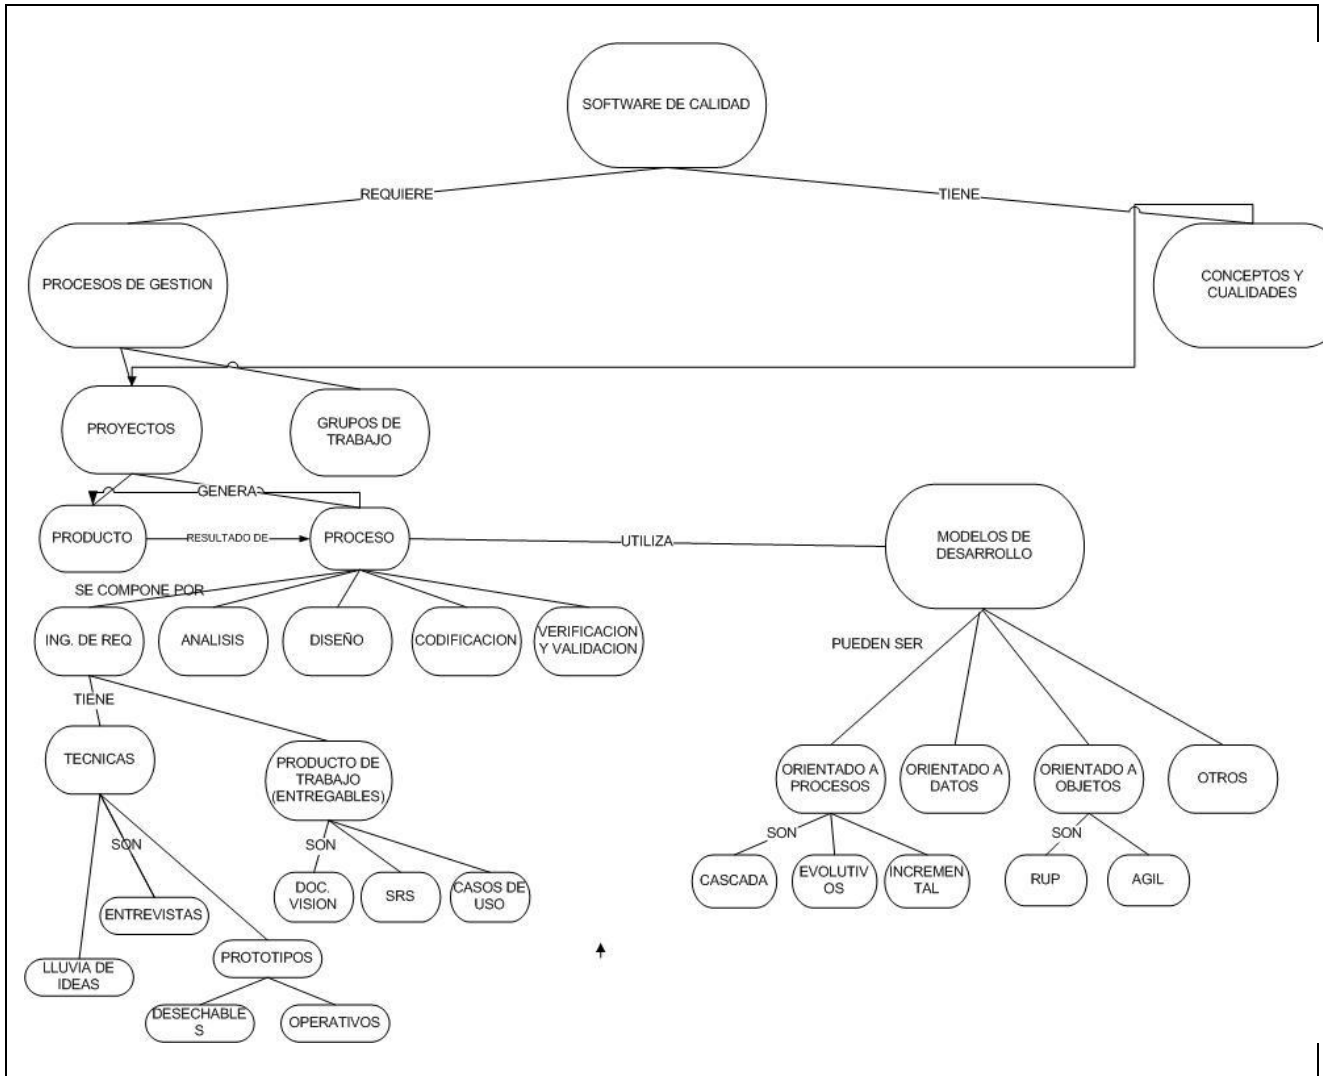 SOFTWARE DE CALIDAD
REQUIERE
TIENE
PROCESOS DE GESTION
CONCEPTOS Y
CUALIDADES
PROYECTOS
GRUPOS DE
TRABAJO
GENERA
PRODUCTO
RESULTADO DE
PROCESO
UTILIZA
MODELOS DE
DESARROLLO
SE COMPONE POR
ING. DE REQ
ANALISIS
DISEÑO
CODIFICACION
VERIFICACION
Y VALIDACION
PUEDEN SER
TIENE
TECNICAS
PRODUCTO DE
TRABAJO
(ENTREGABLES)
ORIENTADO A
PROCESOS
ORIENTADO A
DATOS
ORIENTADO A
OBJETOS
OTROS
SON
SON
SON
SON
DOC.
VISION
SRS
CASOS DE
USO
CASCADA
EVOLUTIV
OS
INCREMEN
TAL
RUP
AGIL
ENTREVISTAS
LLUVIA DE
IDEAS
PROTOTIPOS
DESECHABLE
S
OPERATIVOS